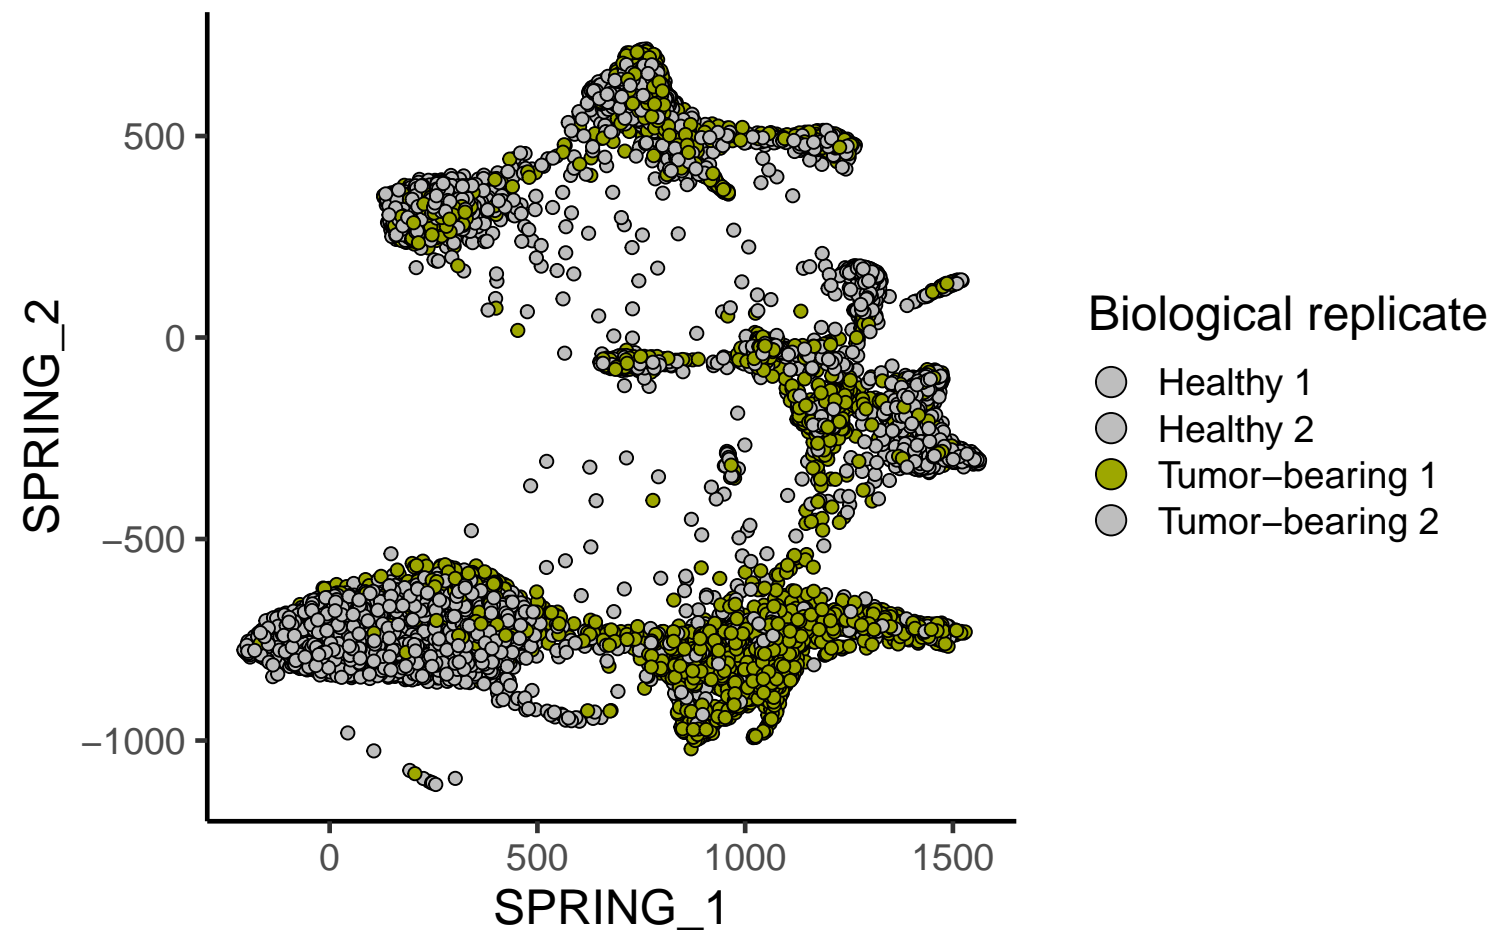 500
0
−500
−1000
SPRING_2
0
500
1000
1500
SPRING_1
Biological replicate
Healthy 1
Healthy 2
Tumor−bearing 1
Tumor−bearing 2